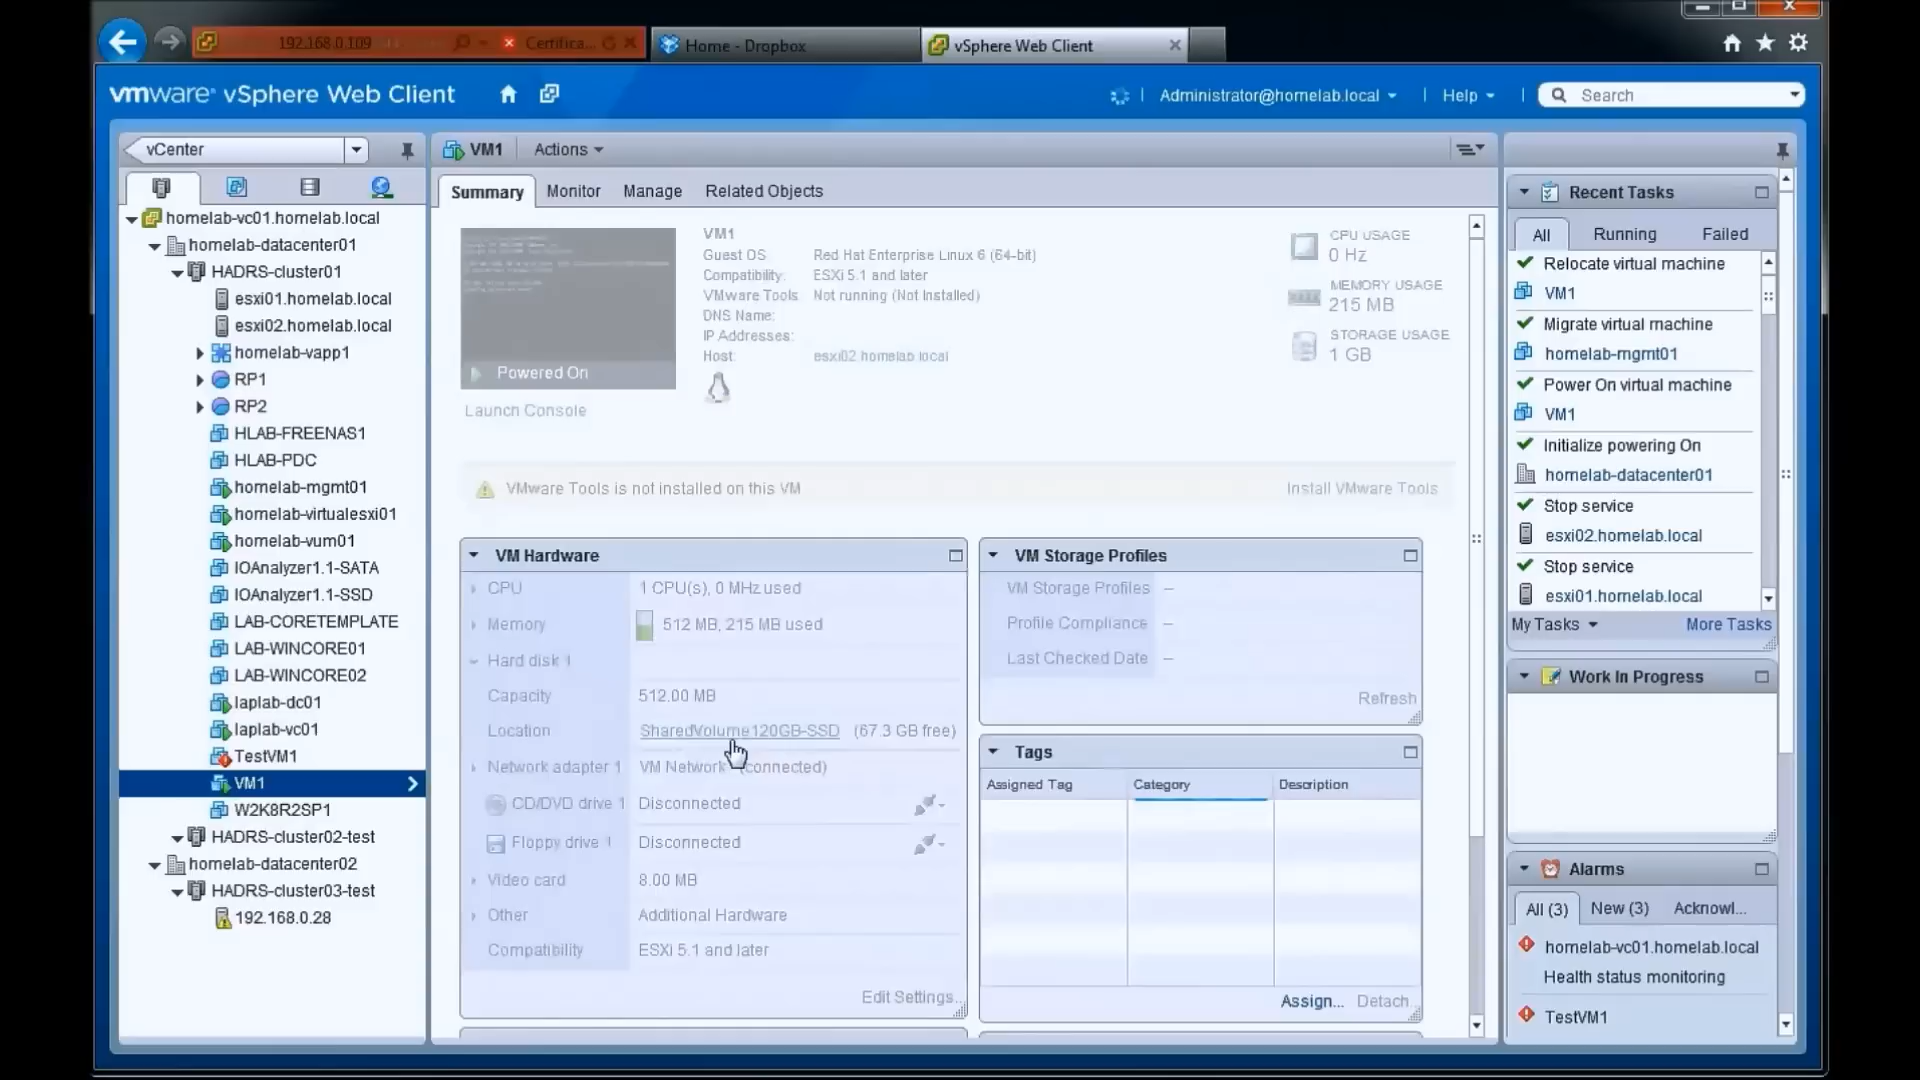 192.168.0.109
Certifica...
Home - Dropbox
vSphere Web Client
vmware vSphere Web Client
Administrator@homelab.local
Help
Search
vCenter
homelab-vc01.homelab.local
homelab-datacenter01
HADRS-cluster01
esxi01.homelab.local
esxi02.homelab.local
homelab-vapp1
RP1
RP2
HLAB-FREENAS1
HLAB-PDC
homelab-mgmt01
homelab-virtualesxi01
homelab-vum01
IOAnalyzer1.1-SATA
IOAnalyzer1.1-SSD
LAB-CORETEMPLATE
LAB-WINCORE01
LAB-WINCORE02
laplab-dc01
laplab-vc01
TestVM1
VM1
W2K8R2SP1
HADRS-cluster02-test
homelab-datacenter02
HADRS-cluster03-test
192.168.0.28
VM1 Actions
Summary Monitor Manage Related Objects
Powered On
Launch Console
VM1
Guest OS Red Hat Enterprise Linux 6 (64-bit)
Compatibility: ESXi 5.1 and later
VMware Tools Not running (Not Installed)
DNS Name:
IP Addresses:
Host: esxi02.homelab.local
CPU USAGE
0 Hz
MEMORY USAGE
215 MB
STORAGE USAGE
1 GB
VMware Tools is not installed on this VM Install VMware Tools
VM Hardware
CPU 1 CPU(s), 0 MHz used
Memory 512 MB, 215 MB used
Hard disk 1
Capacity 512.00 MB
Location SharedVolume120GB-SSD (67.3 GB free)
Network adapter 1 VM Network (connected)
CD/DVD drive 1 Disconnected
Floppy drive 1 Disconnected
Video card 8.00 MB
Other Additional Hardware
Compatibility ESXi 5.1 and later
Edit Settings...
VM Storage Profiles
VM Storage Profiles –
Profile Compliance –
Last Checked Date –
Refresh
Tags
Assigned Tag Category Description
Assign... Detach...
Recent Tasks
All Running Failed
Relocate virtual machine
VM1
Migrate virtual machine
homelab-mgmt01
Power On virtual machine
VM1
Initialize powering On
homelab-datacenter01
Stop service
esxi02.homelab.local
Stop service
esxi01.homelab.local
My Tasks More Tasks
Work In Progress
Alarms
All (3) New (3) Acknowl...
homelab-vc01.homelab.local
Health status monitoring
TestVM1